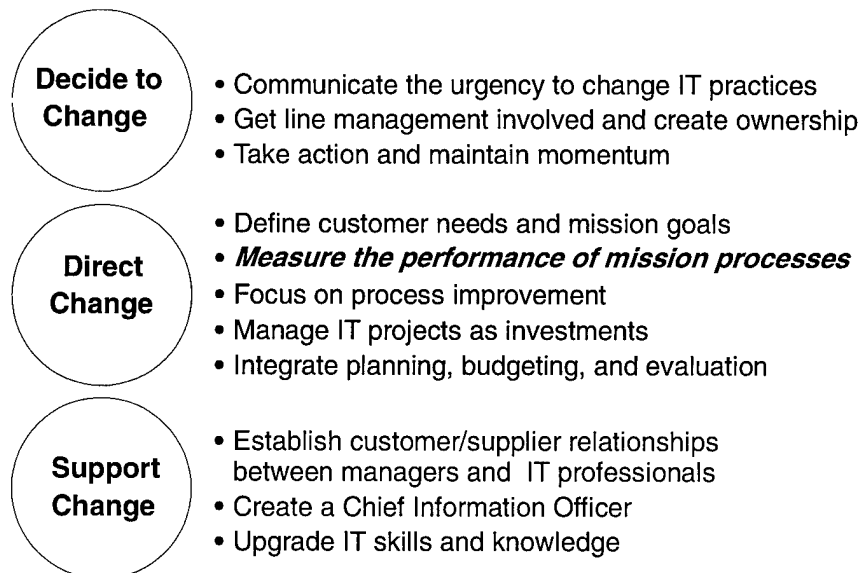 Decide to
Change
• Communicate the urgency to change IT practices
• Get line management involved and create ownership
• Take action and maintain momentum
Direct
Change
• Define customer needs and mission goals
• Measure the performance of mission processes
• Focus on process improvement
• Manage IT projects as investments
• Integrate planning, budgeting, and evaluation
Support
Change
• Establish customer/supplier relationships
between managers and IT professionals
• Create a Chief Information Officer
• Upgrade IT skills and knowledge